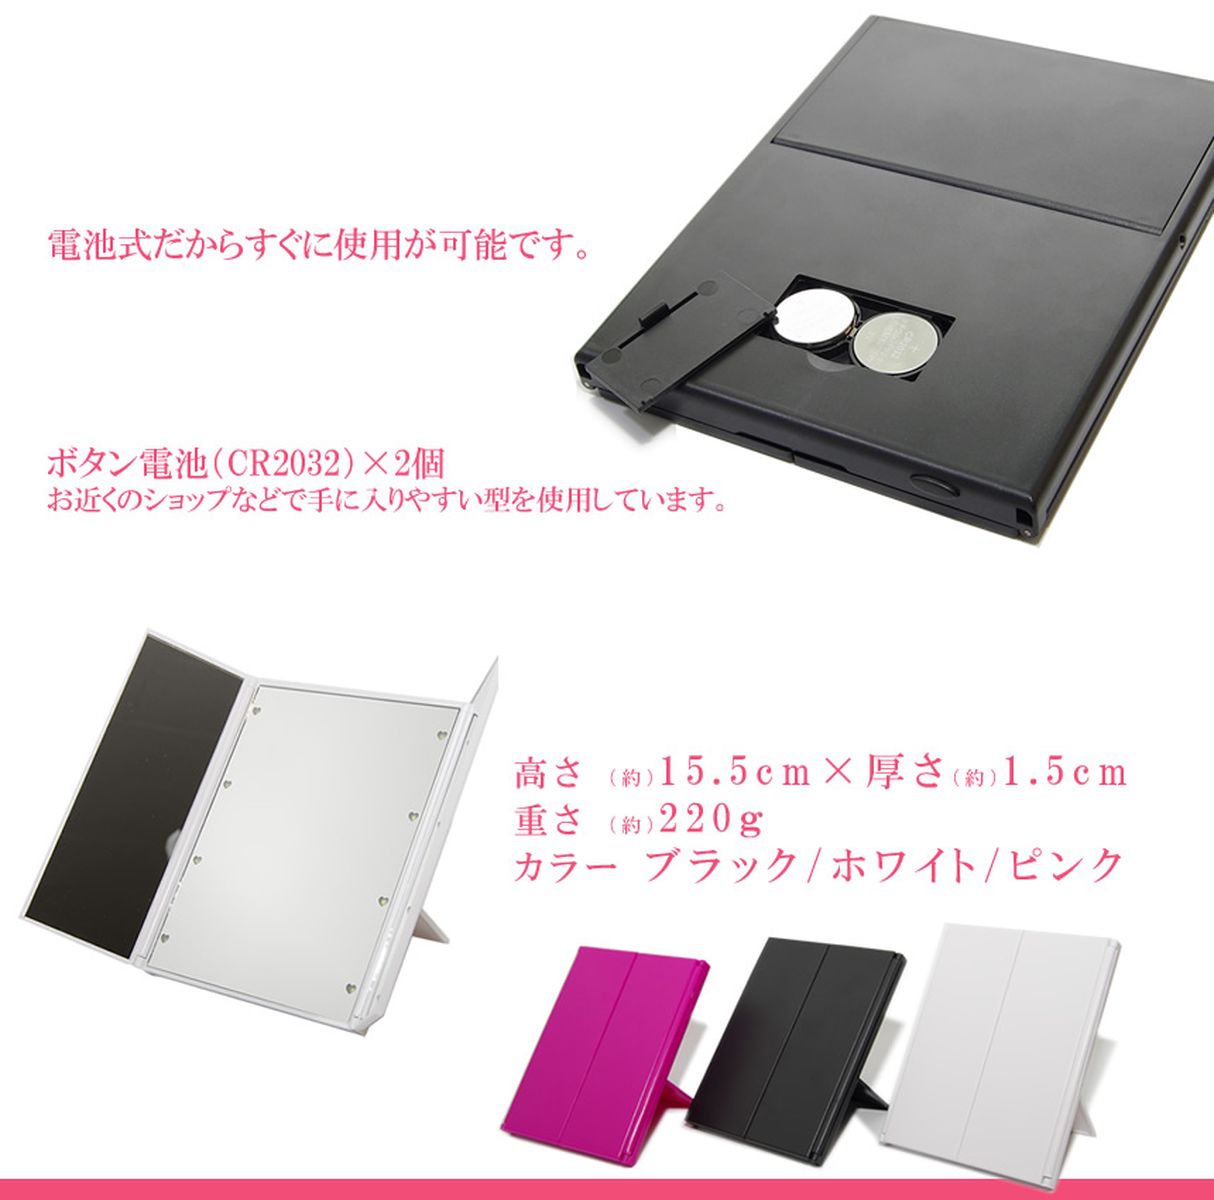 電池式だからすぐに使用が可能です。
ボタン電池（CR2032）×2個
お近くのショップなどで手に入りやすい型を使用しています。
高さ （約）15.5cm×厚さ（約）1.5cm
重さ （約）220g
カラー ブラック/ホワイト/ピンク
CR2032